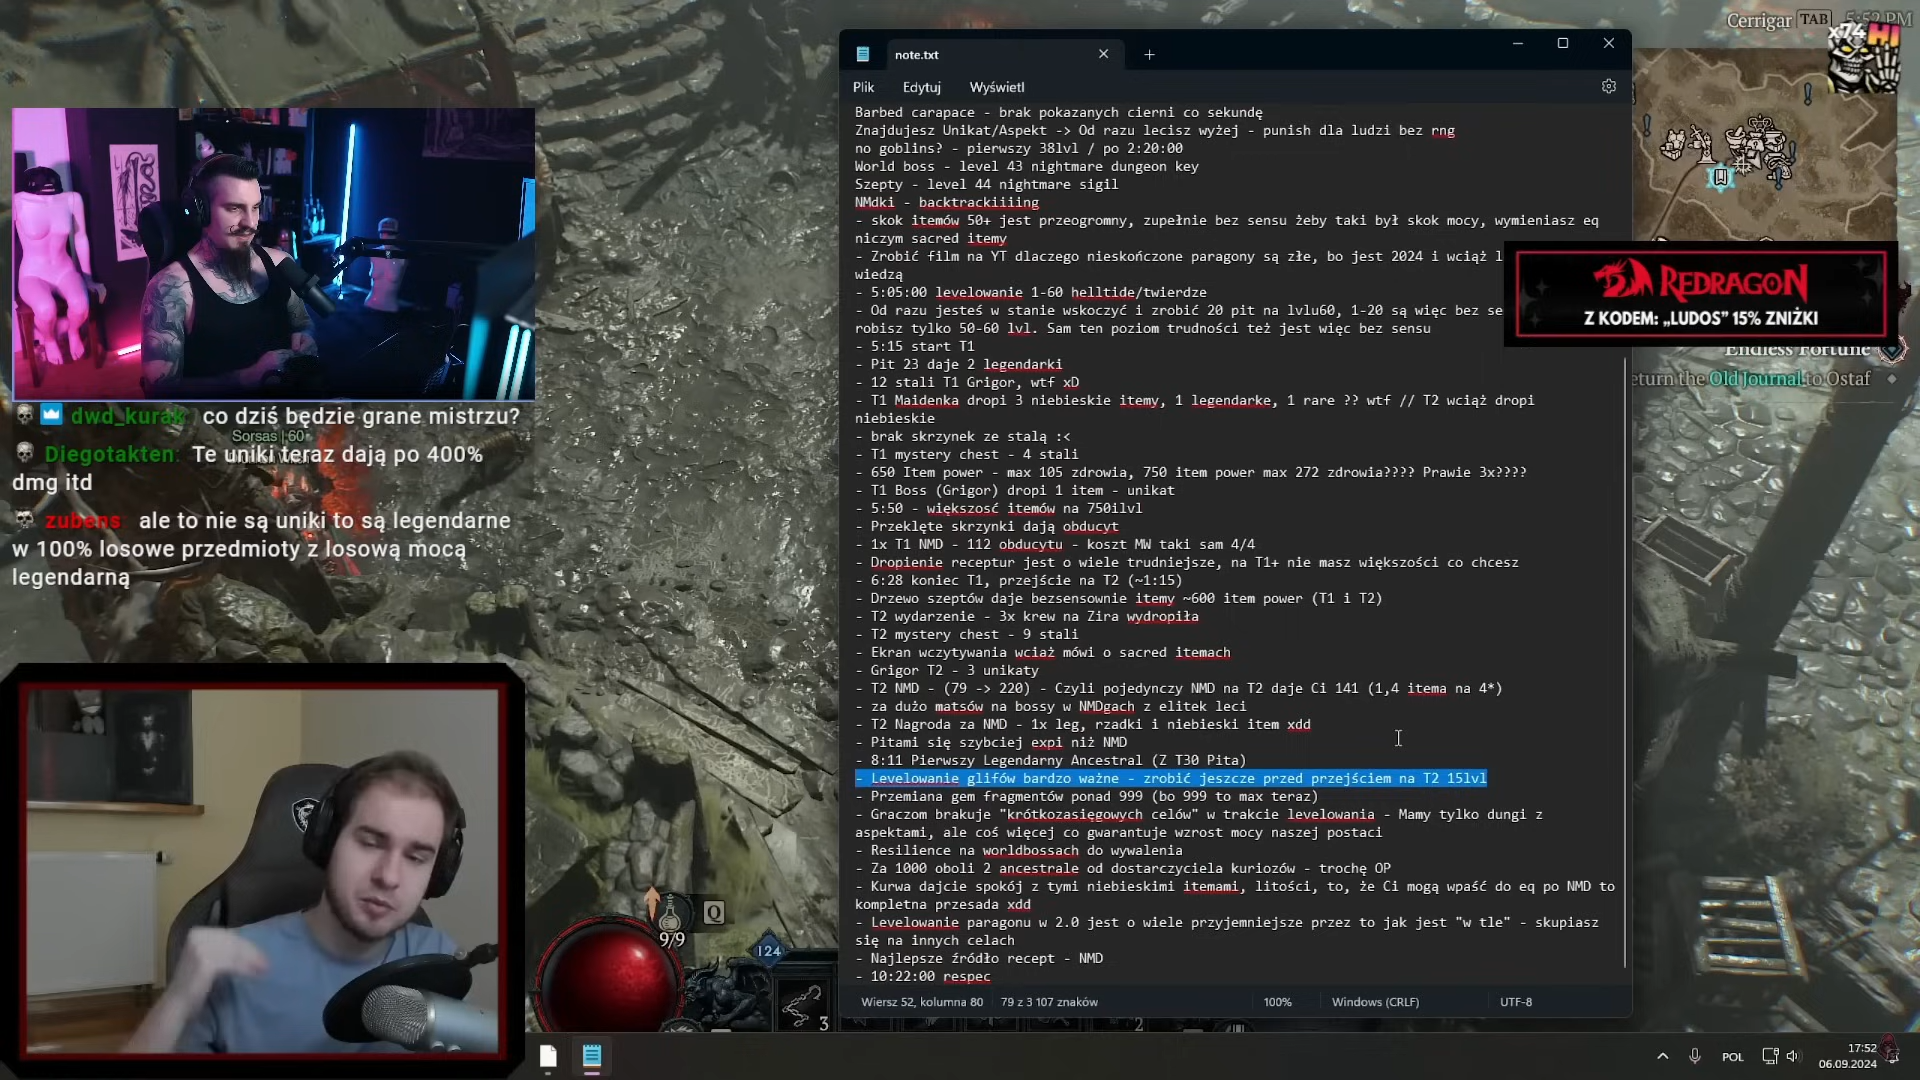 Cerrigar TAB 5:52 PM
x74 HI
note.txt
Plik Edytuj Wyświetl
Barbed carapace - brak pokazanych cierni co sekundę
Znajdujesz Unikat/Aspekt -> Od razu lecisz wyżej - punish dla ludzi bez rng
no goblins? - pierwszy 38lvl / po 2:20:00
World boss - level 43 nightmare dungeon key
Szepty - level 44 nightmare sigil
NMdki - backtrackiiiing
- skok itemów 50+ jest przeogromny, zupełnie bez sensu żeby taki był skok mocy, wymieniasz eq
niczym sacred itemy
- Zrobić film na YT dlaczego nieskończone paragony są złe, bo jest 2024 i wciąż l
wiedzą
- 5:05:00 levelowanie 1-60 helltide/twierdze
- Od razu jesteś w stanie wskoczyć i zrobić 20 pit na lvlu60, 1-20 są więc bez se
robisz tylko 50-60 lvl. Sam ten poziom trudności też jest więc bez sensu
- 5:15 start T1
- Pit 23 daje 2 legendarki
- 12 stali T1 Grigor, wtf xD
- T1 Maidenka dropi 3 niebieskie itemy, 1 legendarke, 1 rare ?? wtf // T2 wciąż dropi
niebieskie
- brak skrzynek ze stalą :<
- T1 mystery chest - 4 stali
- 650 Item power - max 105 zdrowia, 750 item power max 272 zdrowia???? Prawie 3x????
- T1 Boss (Grigor) dropi 1 item - unikat
- 5:50 - większosć itemów na 750ilvl
- Przeklęte skrzynki dają obducyt
- 1x T1 NMD - 112 obducytu - koszt MW taki sam 4/4
- Dropienie receptur jest o wiele trudniejsze, na T1+ nie masz większości co chcesz
- 6:28 koniec T1, przejście na T2 (~1:15)
- Drzewo szeptów daje bezsensownie itemy ~600 item power (T1 i T2)
- T2 wydarzenie - 3x krew na Zira wydropiła
- T2 mystery chest - 9 stali
- Ekran wczytywania wciaż mówi o sacred itemach
- Grigor T2 - 3 unikaty
- T2 NMD - (79 -> 220) - Czyli pojedynczy NMD na T2 daje Ci 141 (1,4 itema na 4*)
- za dużo matsów na bossy w NMDgach z elitek leci
- T2 Nagroda za NMD - 1x leg, rzadki i niebieski item xdd
- Pitami się szybciej expi niż NMD
- 8:11 Pierwszy Legendarny Ancestral (Z T30 Pita)
- Levelowanie glifów bardzo ważne - zrobić jeszcze przed przejściem na T2 15lvl
- Przemiana gem fragmentów ponad 999 (bo 999 to max teraz)
- Graczom brakuje "krótkozasięgowych celów" w trakcie levelowania - Mamy tylko dungi z
aspektami, ale coś więcej co gwarantuje wzrost mocy naszej postaci
- Resilience na worldbossach do wywalenia
- Za 1000 oboli 2 ancestrale od dostarczyciela kuriozów - trochę OP
- Kurwa dajcie spokój z tymi niebieskimi itemami, litości, to, że Ci mogą wpaść do eq po NMD to
kompletna przesada xdd
- Levelowanie paragonu w 2.0 jest o wiele przyjemniejsze przez to jak jest "w tle" - skupiasz
się na innych celach
- Najlepsze źródło recept - NMD
- 10:22:00 respec
Wiersz 52, kolumna 80 79 z 3 107 znaków 100% Windows (CRLF) UTF-8
REDRAGON
Z KODEM: „LUDOS” 15% ZNIŻKI
Endless Fortune
eturn the Old Journal to Ostaf
dwd_kurak: co dziś będzie grane mistrzu?
Sorsas | 60
Diegotakten: Te uniki teraz dają po 400%
dmg itd
zubens: ale to nie są uniki to są legendarne
w 100% losowe przedmioty z losową mocą
legendarną
9/9
Q
124
3
2
POL
17:52
06.09.2024